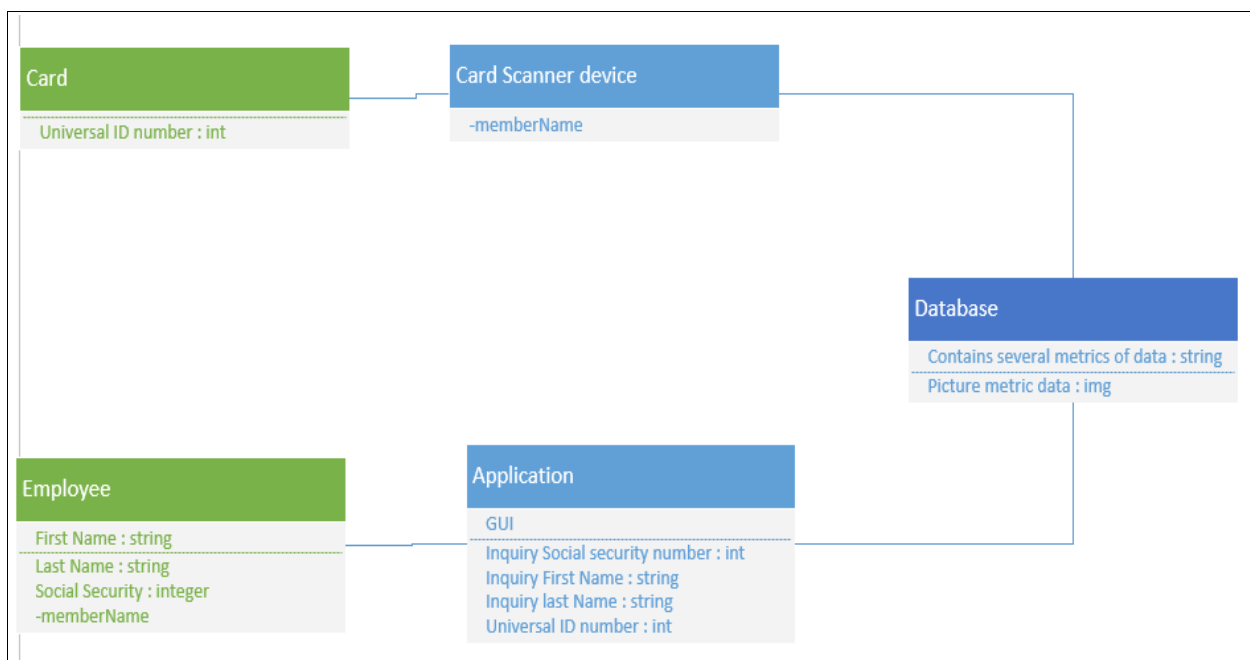 Card
Universal ID number : int
Card Scanner device
-memberName
Database
Contains several metrics of data : string
Picture metric data : img
Employee
First Name : string
Last Name : string
Social Security : integer
-memberName
Application
GUI
Inquiry Social security number : int
Inquiry First Name : string
Inquiry last Name : string
Universal ID number : int